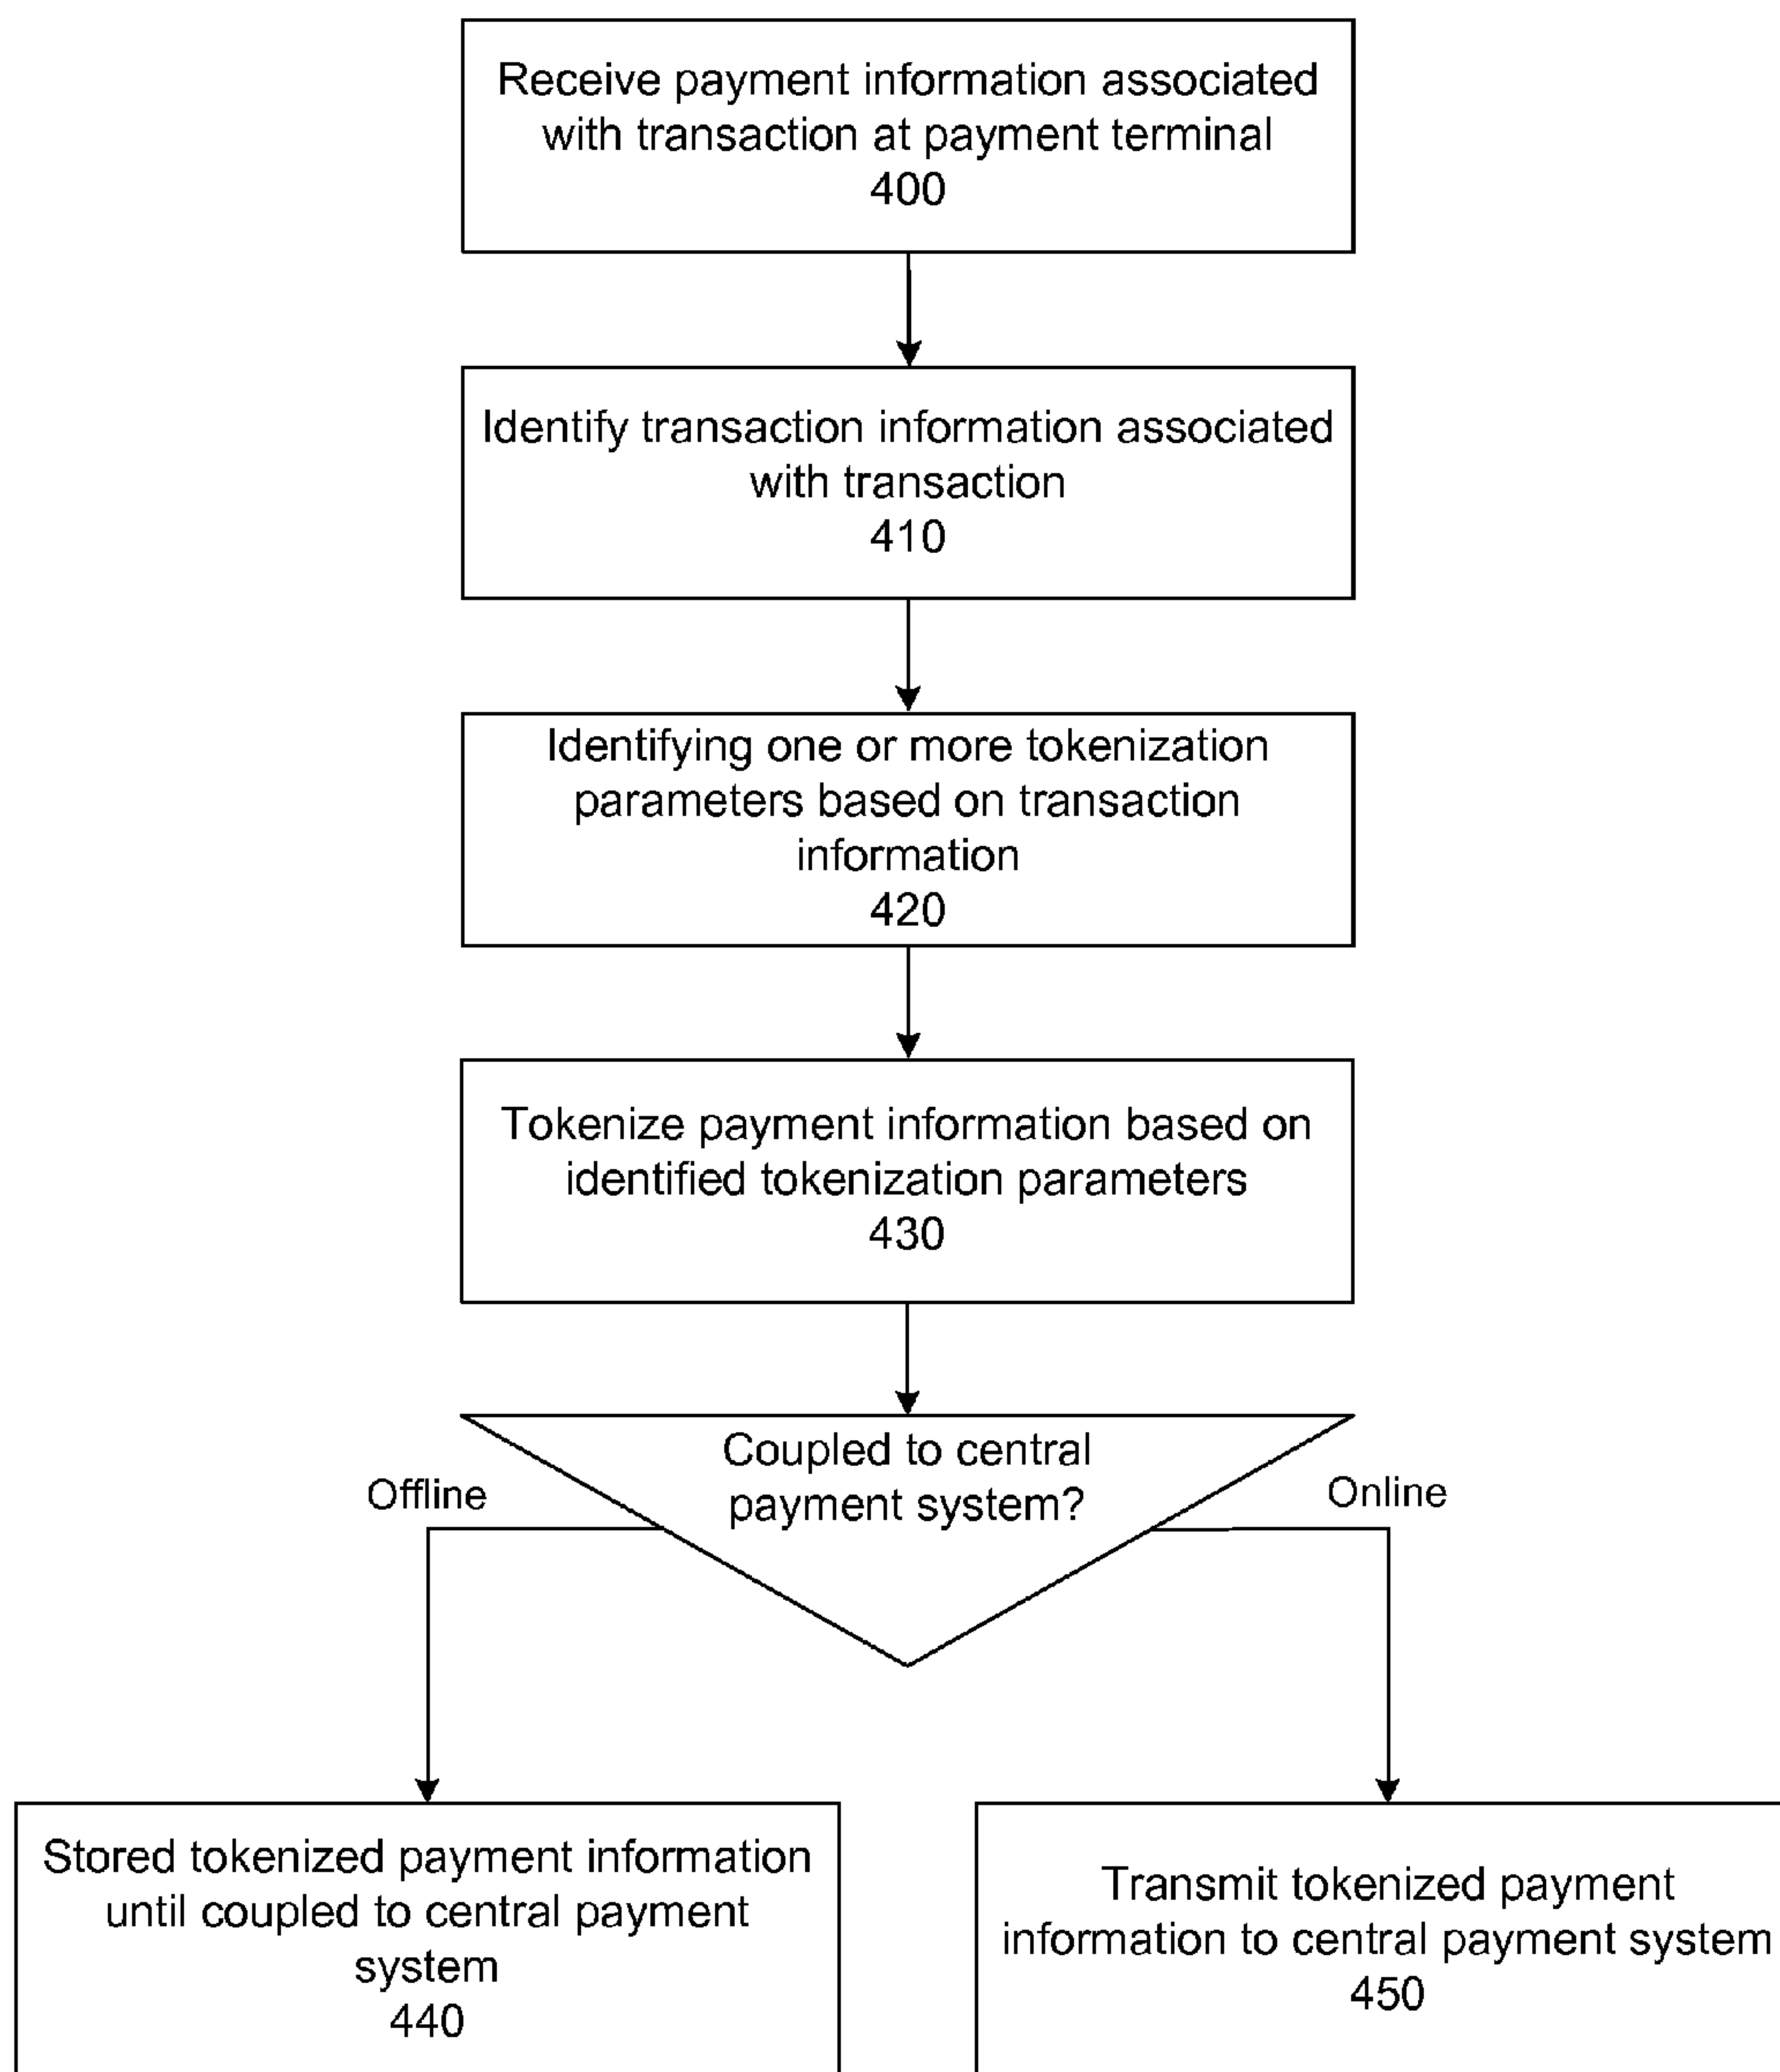 Receive payment information associated
with transaction at payment terminal
400
Identify transaction information associated
with transaction
410
Identifying one or more tokenization
parameters based on transaction
information
420
Tokenize payment information based on
identified tokenization parameters
430
Coupled to central
payment system?
Offline
Online
Stored tokenized payment information
until coupled to central payment
system
440
Transmit tokenized payment
information to central payment system
450